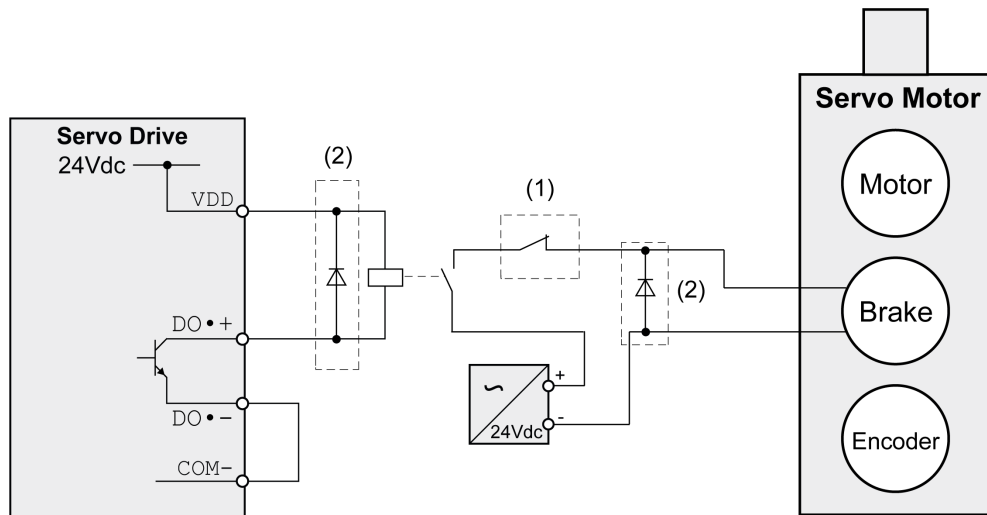 Servo Motor
Servo Drive
24Vdc
(2)
VDD
(1)
Motor
(2)
Brake
DO•+
+
-
24Vdc
DO•-
Encoder
COM-